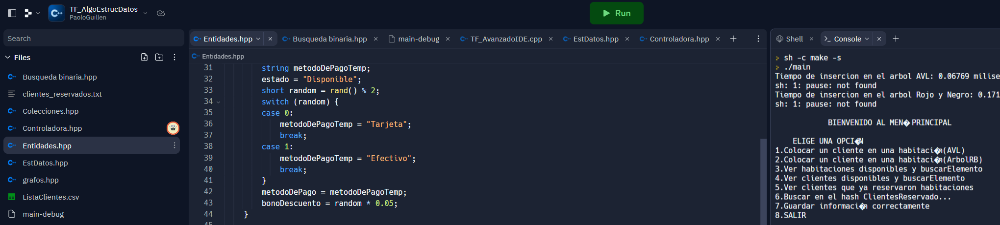 TF_AlgoEstrucDatos
PaoloGuillen
Run
Search
Files
Busqueda binaria.hpp
clientes_reservados.txt
Colecciones.hpp
Controladora.hpp
Entidades.hpp
EstDatos.hpp
grafos.hpp
ListaClientes.csv
main-debug
Entidades.hpp
Busqueda binaria.hpp
main-debug
TF_AvanzadoIDE.cpp
EstDatos.hpp
Controladora.hpp
Entidades.hpp
31 string metodoDePagoTemp;
32 estado = "Disponible";
33 short random = rand() % 2;
34 switch (random) {
35 case 0:
36 metodoDePagoTemp = "Tarjeta";
37 break;
38 case 1:
39 metodoDePagoTemp = "Efectivo";
40 break;
41 }
42 metodoDePago = metodoDePagoTemp;
43 bonoDescuento = random * 0.05;
44 }
Shell
Console
sh -c make -s
./main
Tiempo de insercion en el arbol AVL: 0.06769 milise
sh: 1: pause: not found
Tiempo de insercion en el arbol Rojo y Negro: 0.171
sh: 1: pause: not found
BIENVENIDO AL MEN� PRINCIPAL
ELIGE UNA OPCI�N
1.Colocar un cliente en una habitaci�n(AVL)
2.Colocar un cliente en una habitaci�n(ArbolRB)
3.Ver habitaciones disponibles y buscarElemento
4.Ver clientes disponibles y buscarElemento
5.Ver clientes que ya reservaron habitaciones
6.Buscar en el hash ClientesReservado...
7.Guardar informaci�n correctamente
8.SALIR